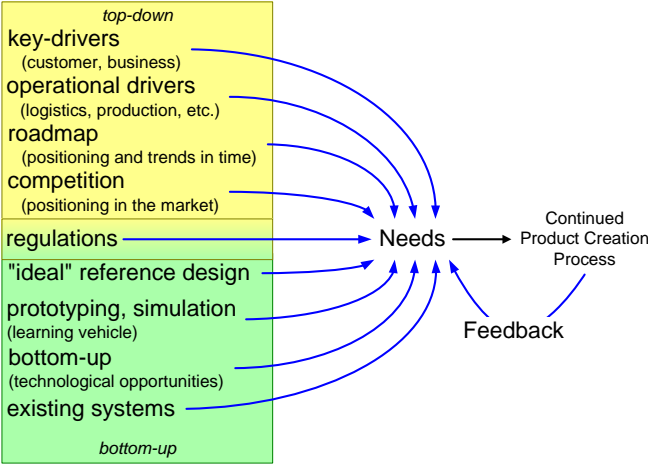 top-down
key-drivers
(customer, business)
operational drivers
(logistics, production, etc.)
roadmap
(positioning and trends in time)
competition
(positioning in the market)
regulations
"ideal" reference design
prototyping, simulation
(learning vehicle)
bottom-up
(technological opportunities)
existing systems
bottom-up
Needs
Continued
Product Creation
Process
Feedback